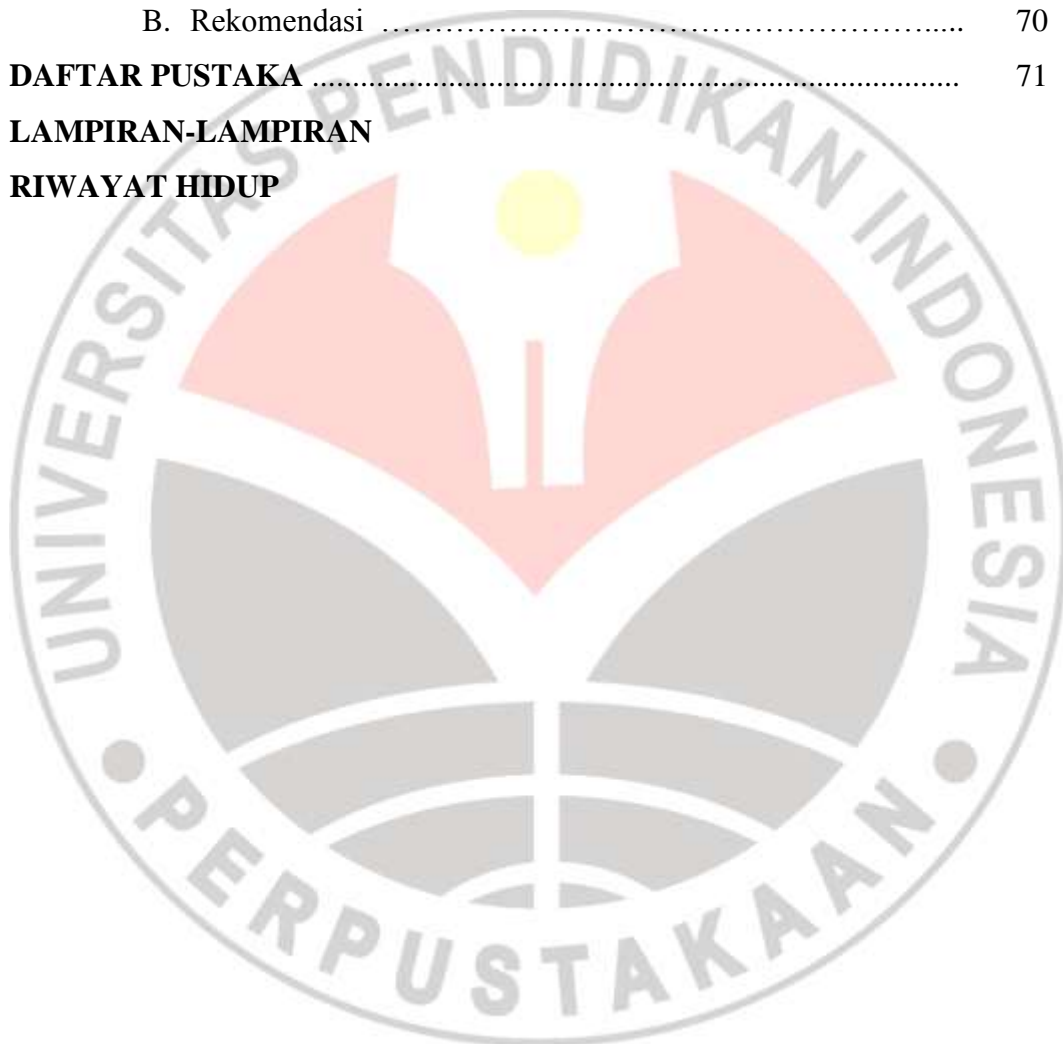 B. Rekomendasi ……………………………………………..... 70
DAFTAR PUSTAKA ........................................................................... 71
LAMPIRAN-LAMPIRAN
RIWAYAT HIDUP
UNIVERSITAS PENDIDIKAN INDONESIA
PERPUSTAKAAN